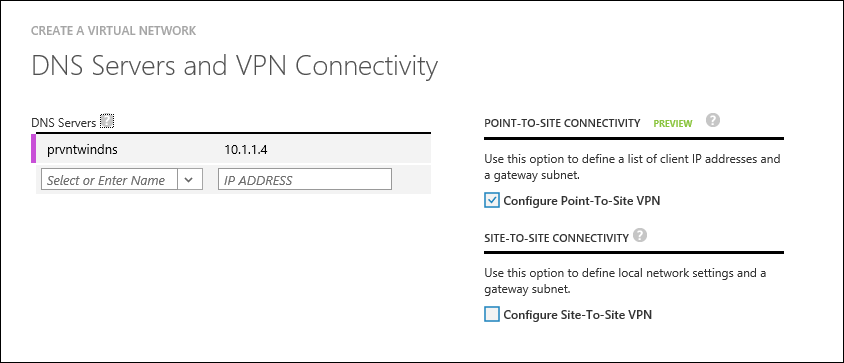 CREATE A VIRTUAL NETWORK
DNS Servers and VPN Connectivity
DNS Servers ?
prvntwindns 10.1.1.4
Select or Enter Name IP ADDRESS
POINT-TO-SITE CONNECTIVITY PREVIEW ?
Use this option to define a list of client IP addresses and
a gateway subnet.
Configure Point-To-Site VPN
SITE-TO-SITE CONNECTIVITY ?
Use this option to define local network settings and a
gateway subnet.
Configure Site-To-Site VPN